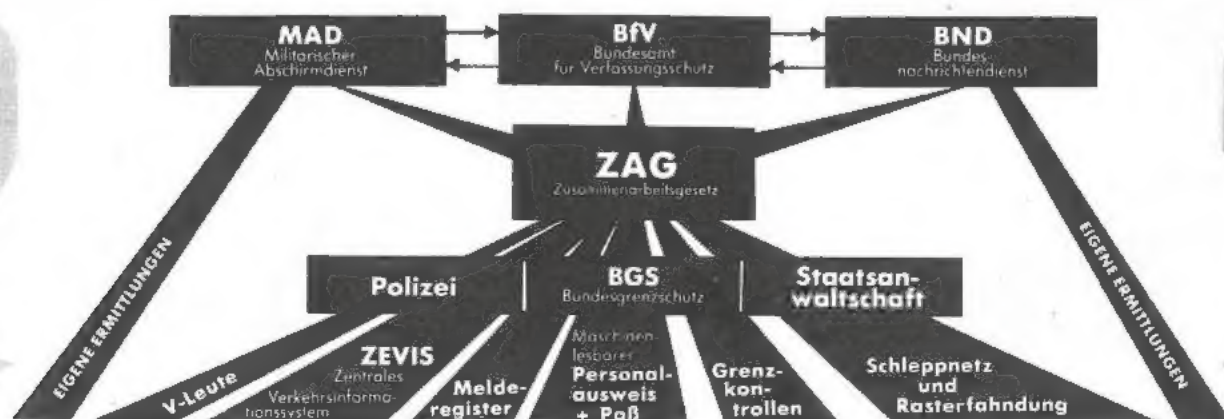 MAD
Militärischer
Abschirmdienst
BfV
Bundesamt
für Verfassungsschutz
BND
Bundes-
nachrichtendienst
ZAG
Zusammenarbeitsgesetz
EIGENE ERMITTLUNGEN
EIGENE ERMITTLUNGEN
Polizei
BGS
Bundesgrenzschutz
Staatsan-
waltschaft
V-Leute
ZEVIS
Zentrales
Verkehrsinforma-
tionssystem
Melde-
register
Maschinen-
lesbarer
Personal-
ausweis
+ Paß
Grenz-
kon-
trollen
Schleppnetz
und
Rasterfahndung